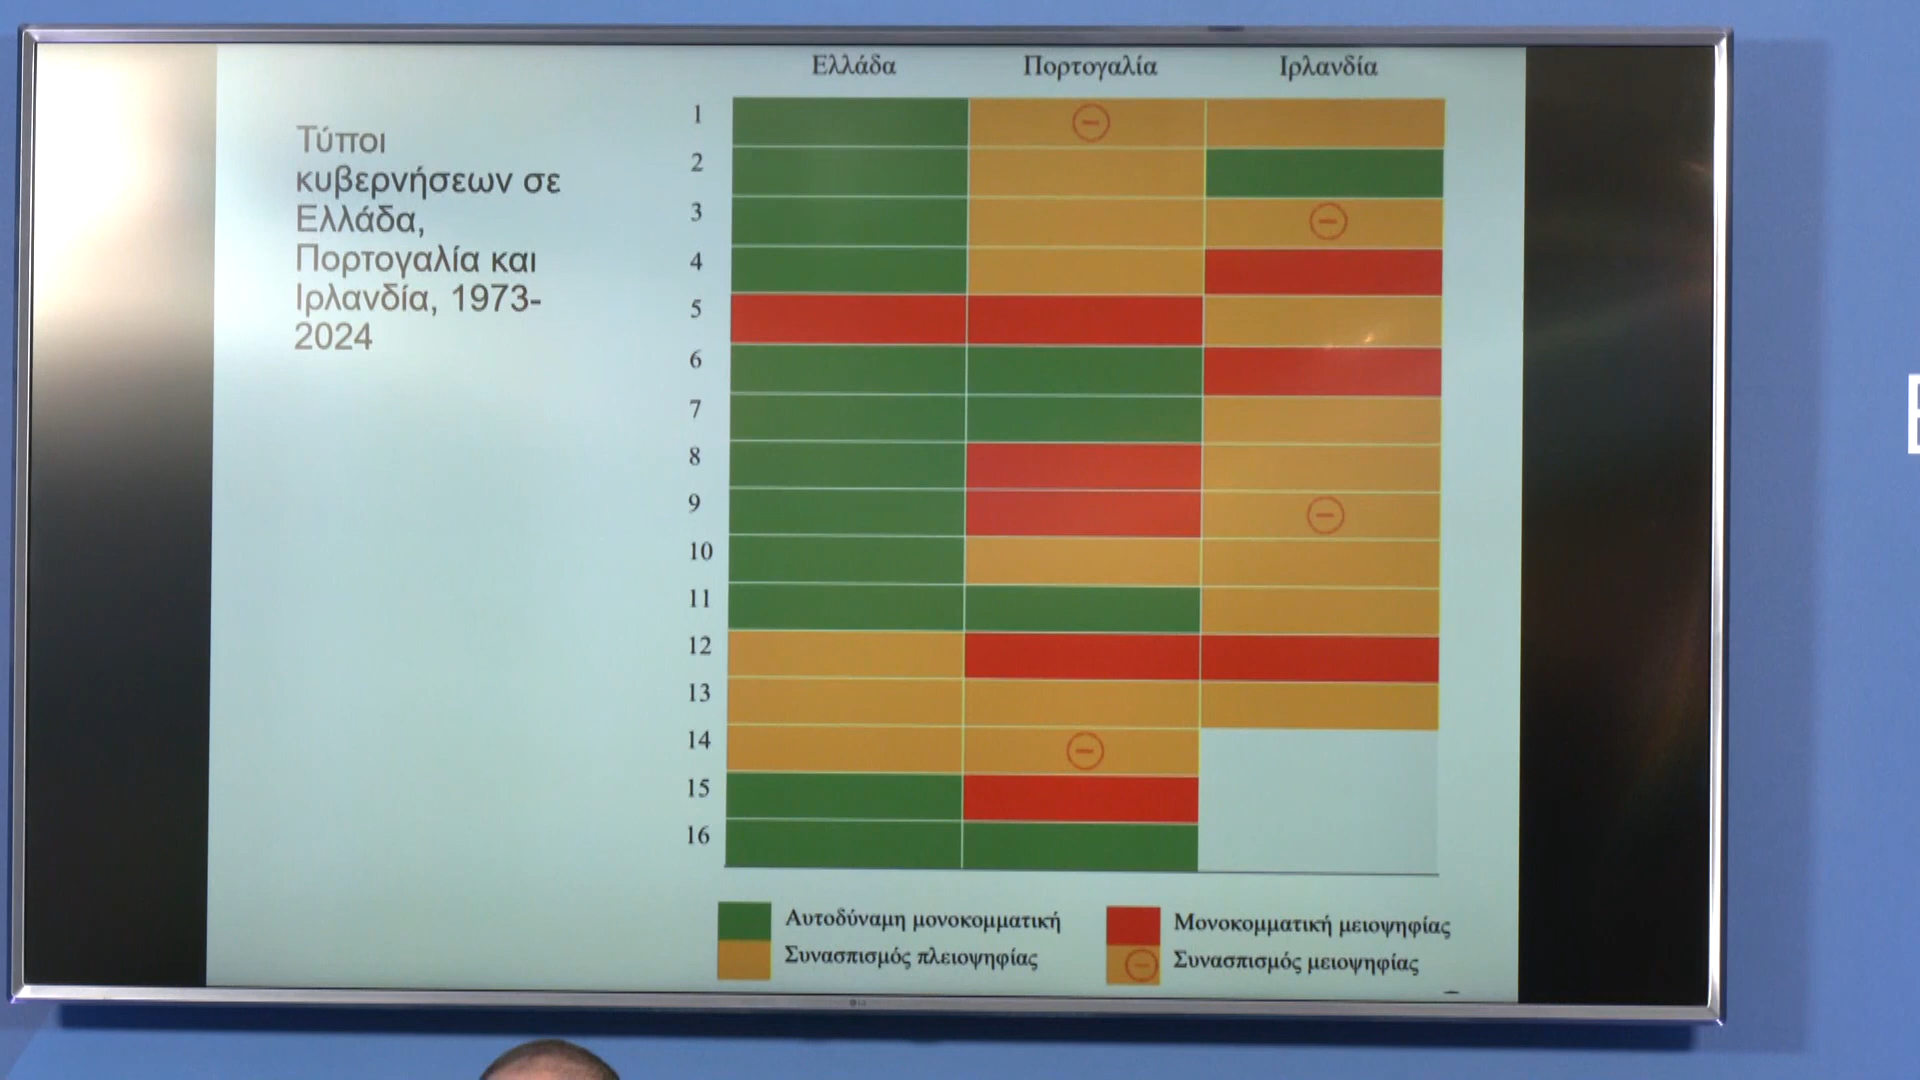 Τύποι
κυβερνήσεων σε
Ελλάδα,
Πορτογαλία και
Ιρλανδία, 1973-
2024
Ελλάδα Πορτογαλία Ιρλανδία
1
2
3
4
5
6
7
8
9
10
11
12
13
14
15
16
Αυτοδύναμη μονοκομματική
Συνασπισμός πλειοψηφίας
Μονοκομματική μειοψηφίας
Συνασπισμός μειοψηφίας
LG